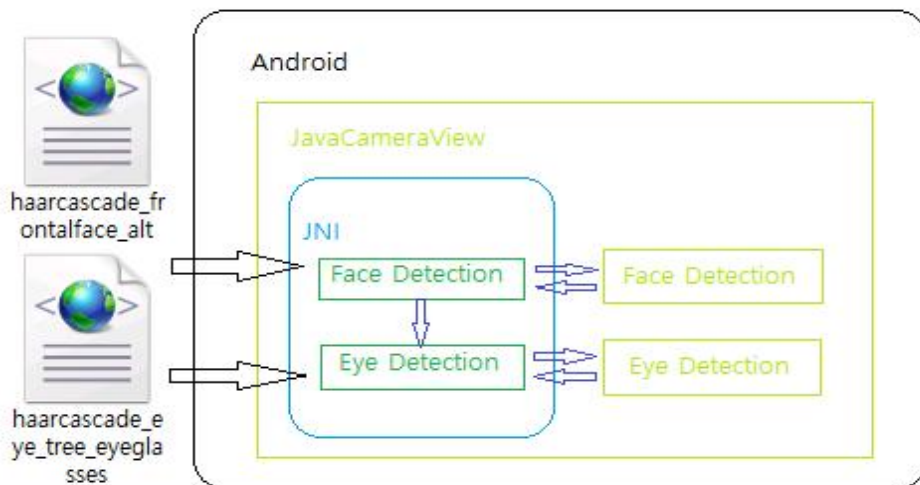 Android
JavaCameraView
haarcascade_fr
ontalface_alt
JNI
Face Detection
Face Detection
Eye Detection
Eye Detection
haarcascade_e
ye_tree_eyegla
sses